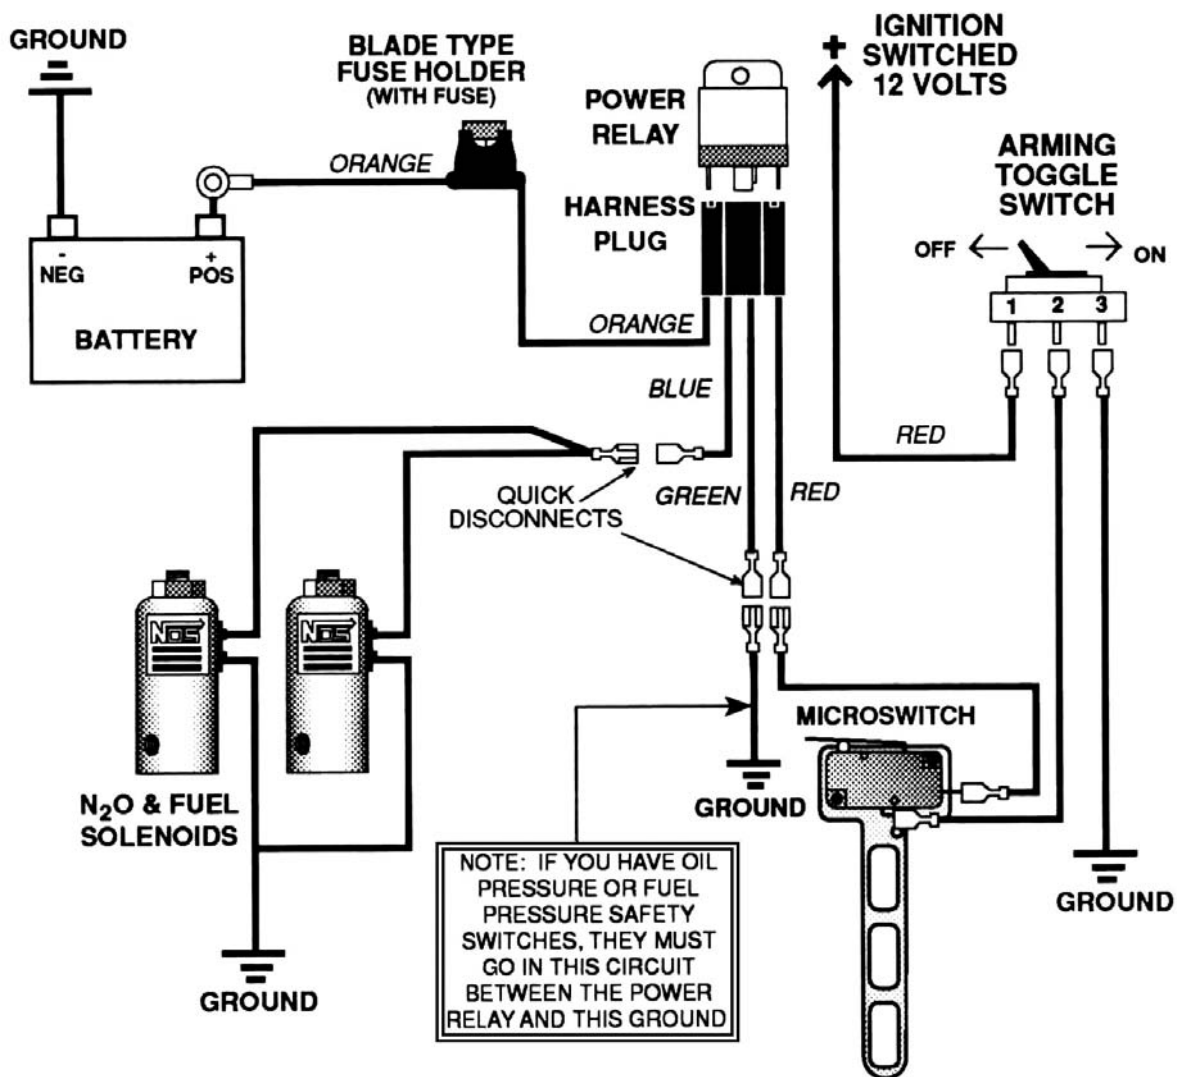 GROUND
BLADE TYPE
FUSE HOLDER
(WITH FUSE)
ORANGE
-
NEG
+
POS
BATTERY
POWER
RELAY
HARNESS
PLUG
ORANGE
BLUE
+
IGNITION
SWITCHED
12 VOLTS
ARMING
TOGGLE
SWITCH
OFF
ON
1 2 3
RED
QUICK
DISCONNECTS
GREEN
RED
NOS
NOS
N₂O & FUEL
SOLENOIDS
GROUND
GROUND
MICROSWITCH
GROUND
NOTE: IF YOU HAVE OIL
PRESSURE OR FUEL
PRESSURE SAFETY
SWITCHES, THEY MUST
GO IN THIS CIRCUIT
BETWEEN THE POWER
RELAY AND THIS GROUND